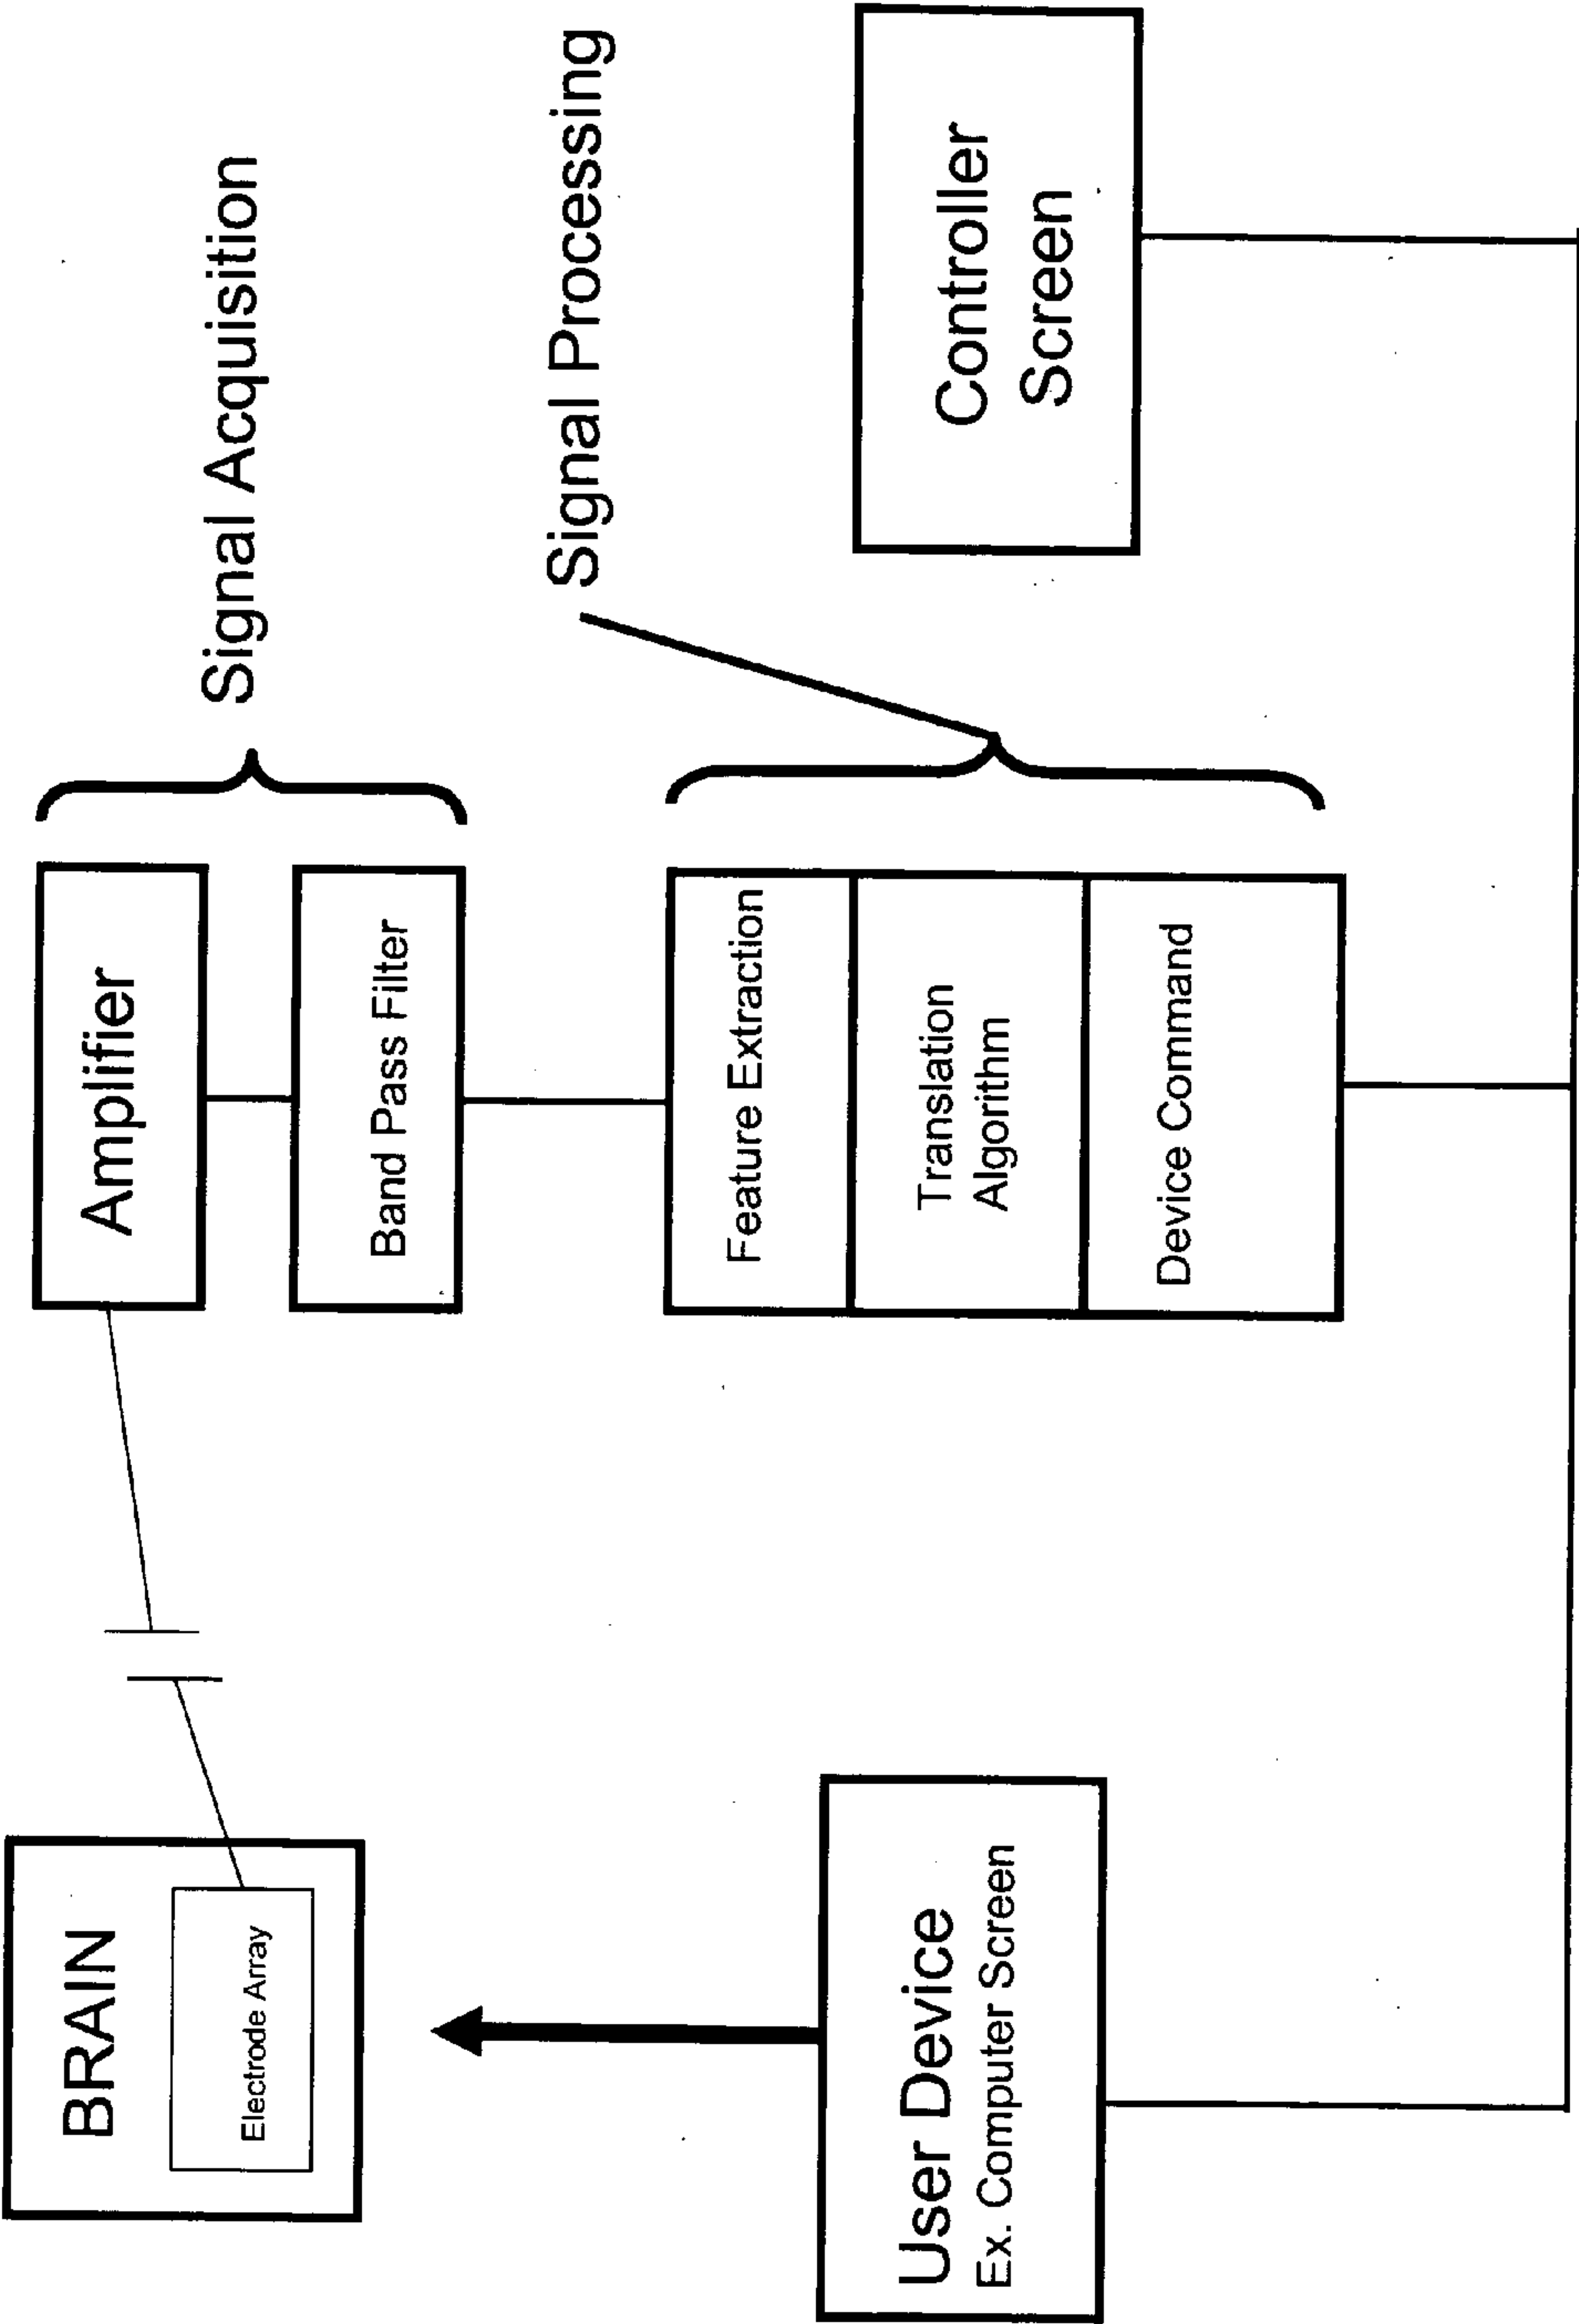 BRAIN
Electrode Array
Amplifier
Band Pass Filter
Signal Acquisition
Feature Extraction
Translation
Algorithm
Device Command
Signal Processing
User Device
Ex. Computer Screen
Controller
Screen